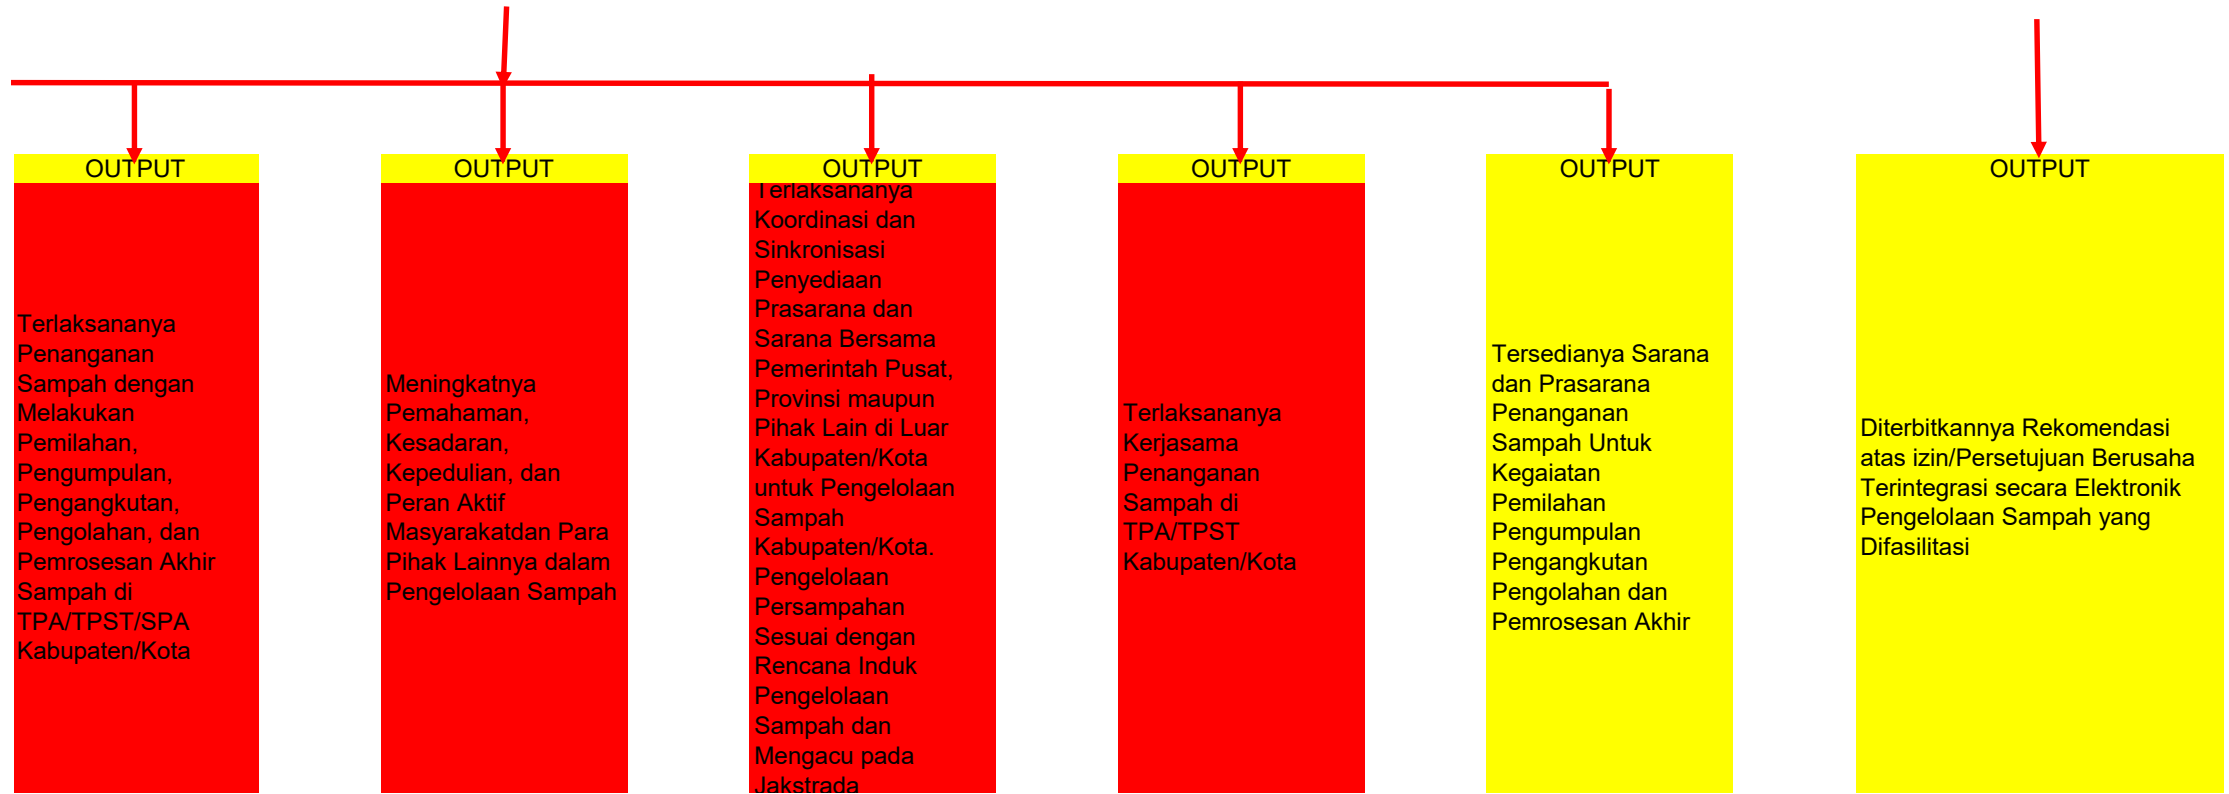 OUTPUT
Terlaksananya
Penanganan
Sampah dengan
Melakukan
Pemilahan,
Pengumpulan,
Pengangkutan,
Pengolahan, dan
Pemrosesan Akhir
Sampah di
TPA/TPST/SPA
Kabupaten/Kota
OUTPUT
Meningkatnya
Pemahaman,
Kesadaran,
Kepedulian, dan
Peran Aktif
Masyarakatdan Para
Pihak Lainnya dalam
Pengelolaan Sampah
OUTPUT
Terlaksananya
Koordinasi dan
Sinkronisasi
Penyediaan
Prasarana dan
Sarana Bersama
Pemerintah Pusat,
Provinsi maupun
Pihak Lain di Luar
Kabupaten/Kota
untuk Pengelolaan
Sampah
Kabupaten/Kota.
Pengelolaan
Persampahan
Sesuai dengan
Rencana Induk
Pengelolaan
Sampah dan
Mengacu pada
Jakstrada
OUTPUT
Terlaksananya
Kerjasama
Penanganan
Sampah di
TPA/TPST
Kabupaten/Kota
OUTPUT
Tersedianya Sarana
dan Prasarana
Penanganan
Sampah Untuk
Kegaiatan
Pemilahan
Pengumpulan
Pengangkutan
Pengolahan dan
Pemrosesan Akhir
OUTPUT
Diterbitkannya Rekomendasi
atas izin/Persetujuan Berusaha
Terintegrasi secara Elektronik
Pengelolaan Sampah yang
Difasilitasi